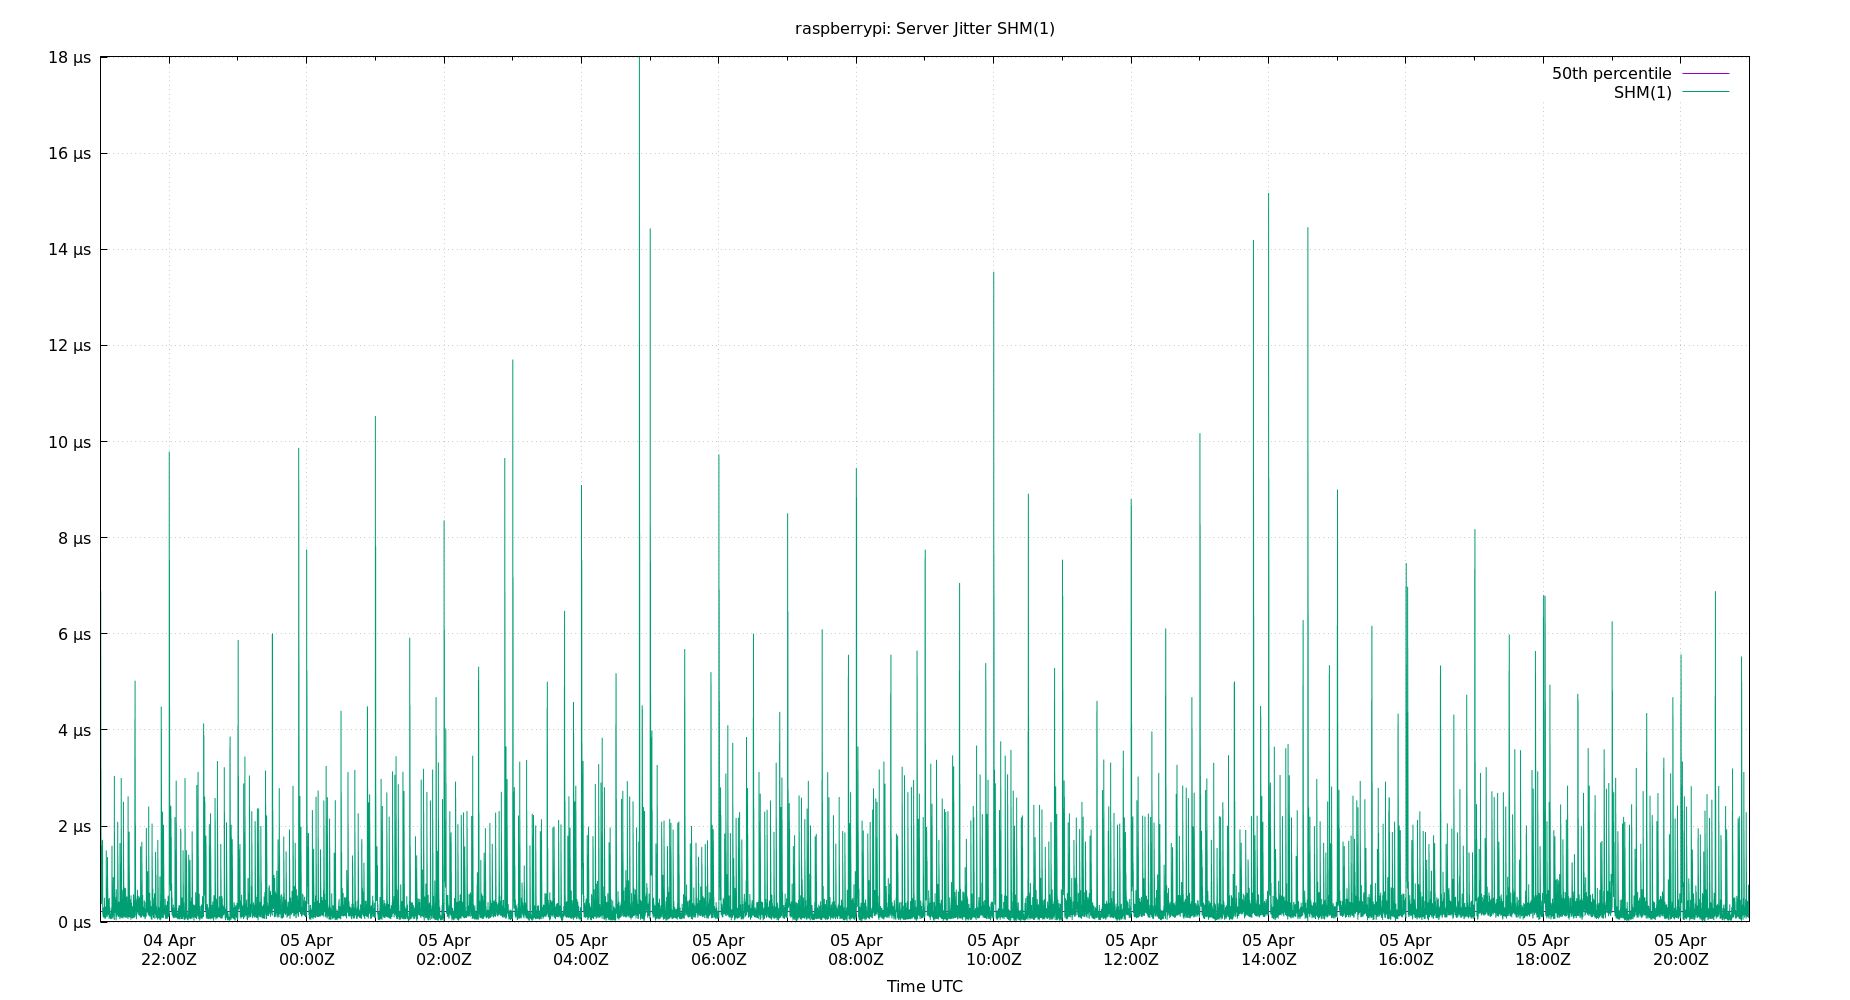 raspberrypi: Server Jitter SHM(1)
18 µs
50th percentile
SHM(1)
16 µs
14 µs
12 µs
10 µs
8 µs
6 µs
4 µs
2 µs
0 µs
04 Apr 05 Apr 05 Apr 05 Apr 05 Apr 05 Apr 05 Apr 05 Apr 05 Apr 05 Apr 05 Apr 05 Apr
22:00Z 00:00Z 02:00Z 04:00Z 06:00Z 08:00Z 10:00Z 12:00Z 14:00Z 16:00Z 18:00Z 20:00Z
Time UTC